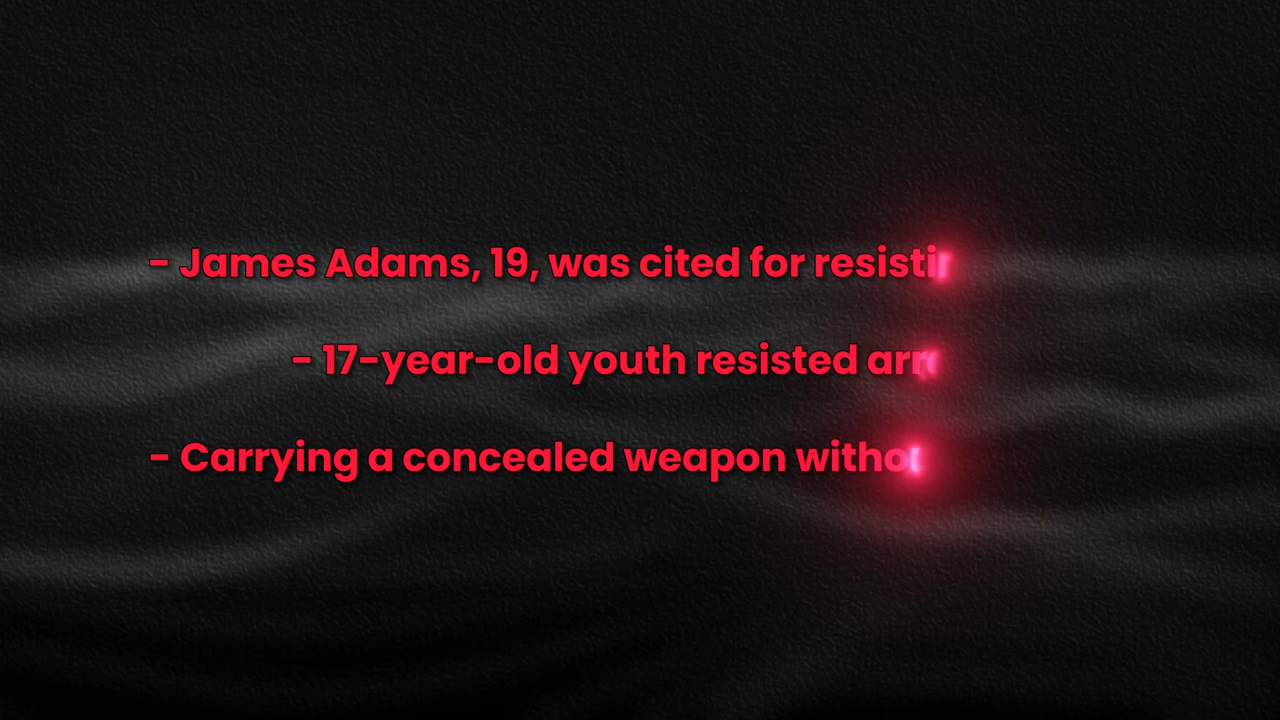 - James Adams, 19, was cited for
- 17-year-old youth resisted
- Carrying a concealed weapon